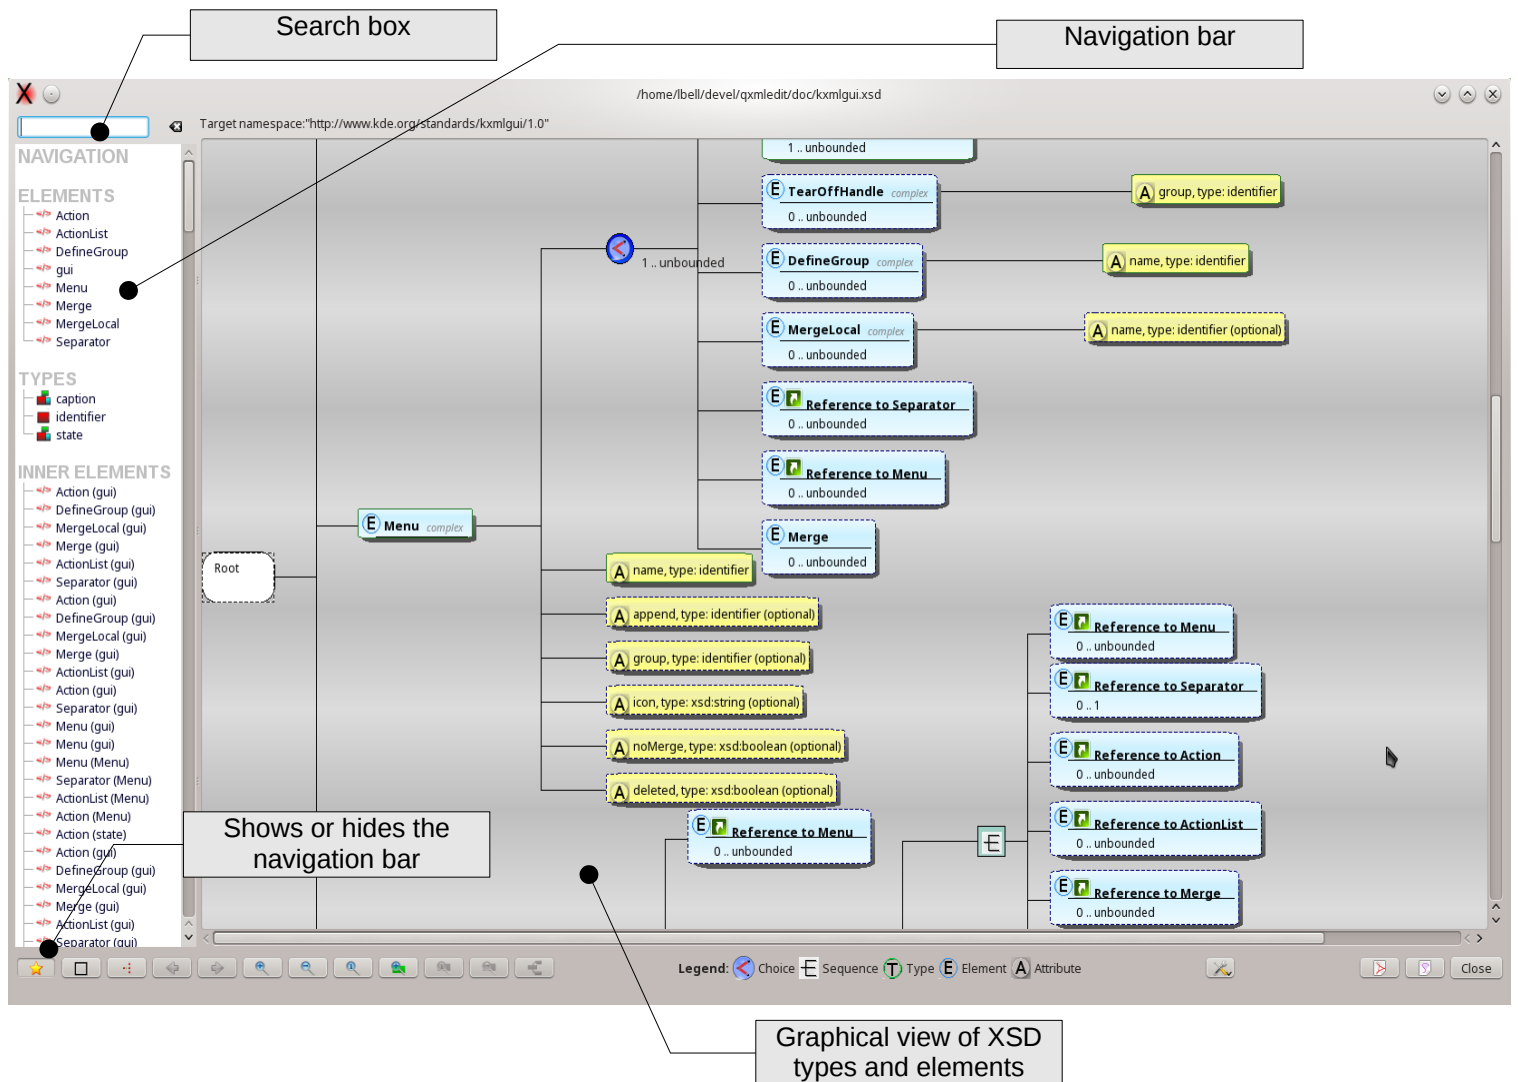 Search box
Navigation bar
/home/lbell/devel/qxmledit/doc/kxmlgui.xsd
Target namespace:"http://www.kde.org/standards/kxmlgui/1.0"
NAVIGATION
ELEMENTS
Action
ActionList
DefineGroup
gui
Menu
Merge
MergeLocal
Separator
TYPES
caption
identifier
state
INNER ELEMENTS
Action (gui)
DefineGroup (gui)
MergeLocal (gui)
Merge (gui)
ActionList (gui)
Separator (gui)
Action (gui)
DefineGroup (gui)
MergeLocal (gui)
Merge (gui)
ActionList (gui)
Action (gui)
Separator (gui)
Menu (gui)
Menu (gui)
Menu (Menu)
Separator (Menu)
ActionList (Menu)
Action (Menu)
Action (state)
Action (gui)
DefineGroup (gui)
MergeLocal (gui)
Merge (gui)
ActionList (gui)
Separator (gui)
Root
E Menu complex
1 .. unbounded
1 .. unbounded
E TearOffHandle complex
0 .. unbounded
A group, type: identifier
E DefineGroup complex
0 .. unbounded
A name, type: identifier
E MergeLocal complex
0 .. unbounded
A name, type: identifier (optional)
E Reference to Separator
0 .. unbounded
E Reference to Menu
0 .. unbounded
E Merge
0 .. unbounded
A name, type: identifier
A append, type: identifier (optional)
A group, type: identifier (optional)
A icon, type: xsd:string (optional)
A noMerge, type: xsd:boolean (optional)
A deleted, type: xsd:boolean (optional)
E Reference to Menu
0 .. unbounded
E Reference to Menu
0 .. unbounded
E Reference to Separator
0 .. 1
E Reference to Action
0 .. unbounded
E Reference to ActionList
0 .. unbounded
E Reference to Merge
0 .. unbounded
Shows or hides the
navigation bar
Legend: Choice Sequence T Type E Element A Attribute
Close
Graphical view of XSD
types and elements